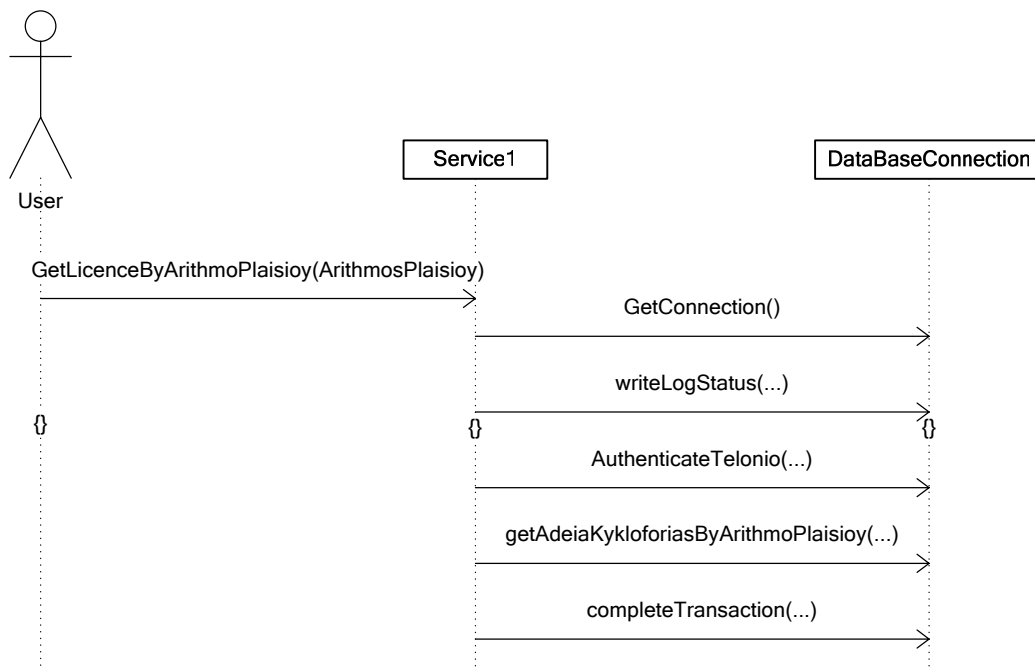 Service1
DataBaseConnection
User
GetLicenceByArithmoPlaisioy(ArithmosPlaisioy)
GetConnection()
writeLogStatus(...)
{}
{}
{}
AuthenticateTelonio(...)
getAdeiaKykloforiasByArithmoPlaisioy(...)
completeTransaction(...)